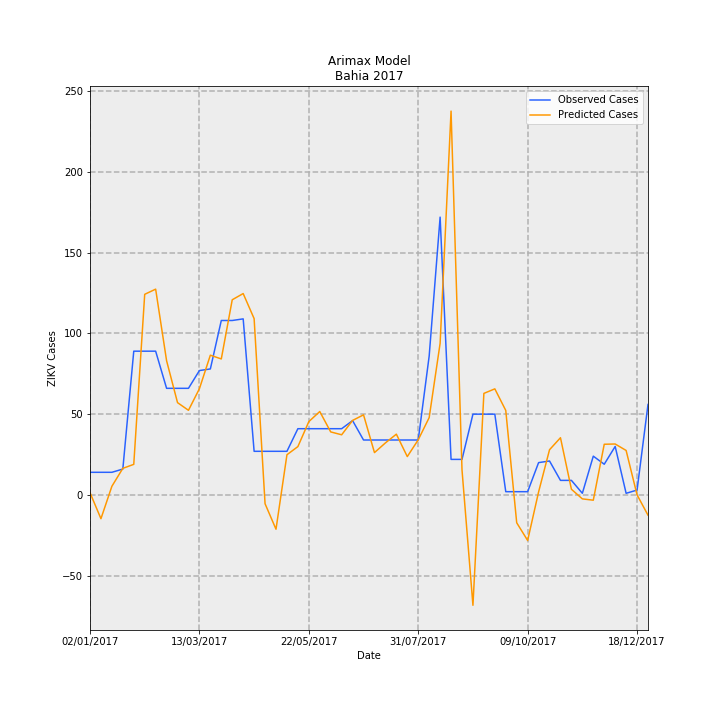 Arimax Model
Bahia 2017
Observed Cases
Predicted Cases
250
200
150
100
50
0
−50
ZIKV Cases
02/01/2017 13/03/2017 22/05/2017 31/07/2017 09/10/2017 18/12/2017
Date